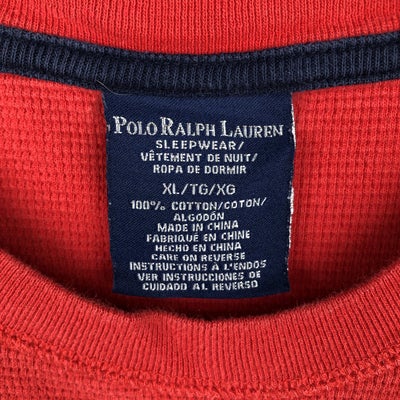 POLO RALPH LAUREN
SLEEPWEAR/
VÊTEMENT DE NUIT/
ROPA DE DORMIR
XL/TG/XG
100% COTTON/COTON/
ALGODÓN
MADE IN CHINA
FABRIQUÉ EN CHINE
HECHO EN CHINA
CARE ON REVERSE
INSTRUCTIONS À L'ENDOS
VER INSTRUCCIONES DE
CUIDADO AL REVERSO